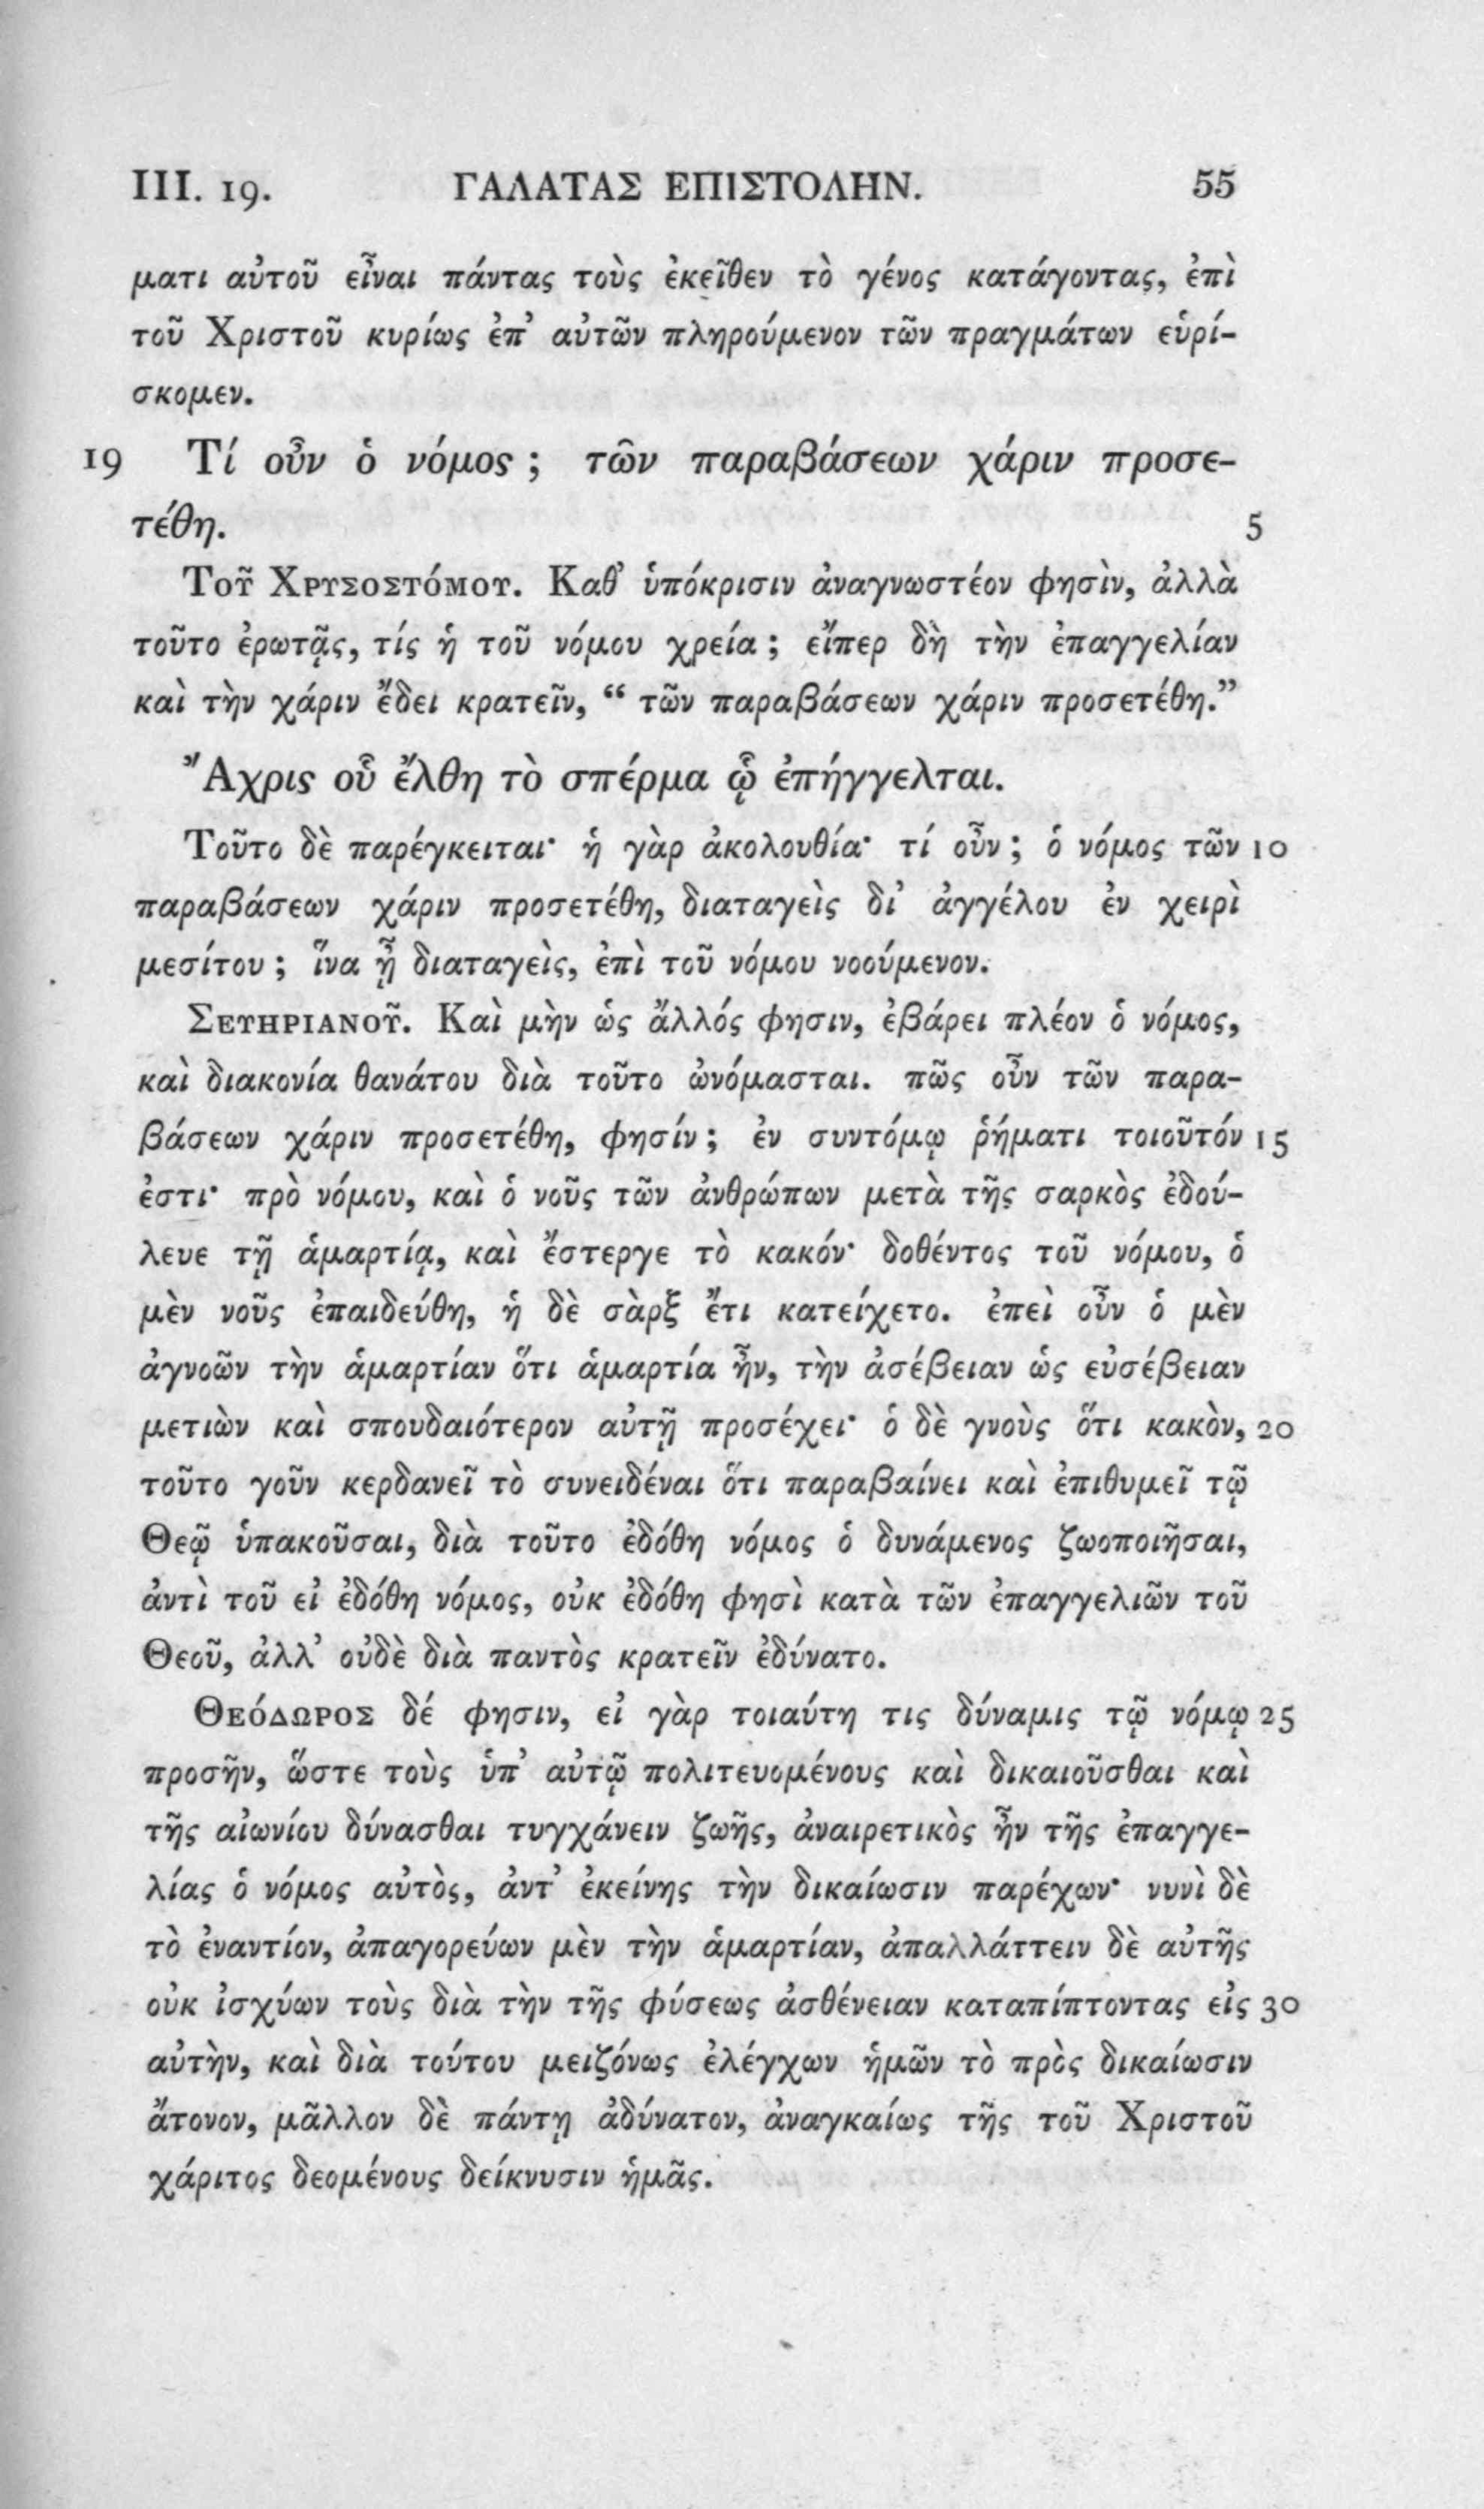 III. 19. ΓΑΛΑΤΑΣ ΕΠΙΣΤΟΛΗΝ. 55
ματι αὐτοῦ εἶναι πάντας τοὺς ἐκεῖθεν τὸ γένος κατάγοντας, ἐπὶ
τοῦ Χριστοῦ κυρίως ἐπ’ αὐτῶν πληρούμενον τῶν πραγμάτων εὑρί-
σκομεν.
19 Τί οὖν ὁ νόμος ; τῶν παραβάσεων χάριν προσε-
τέθη. 5
Τοῦ Χρυσοστόμου. Καθ’ ὑπόκρισιν ἀναγνωστέον φησὶν, ἀλλὰ
τοῦτο ἐρωτᾷς, τίς ἡ τοῦ νόμου χρεία ; εἴπερ δὴ τὴν ἐπαγγελίαν
καὶ τὴν χάριν ἔδει κρατεῖν, “ τῶν παραβάσεων χάριν προσετέθη.”
Ἄχρις οὗ ἔλθη τὸ σπέρμα ᾧ ἐπήγγελται.
Τοῦτο δὲ παρέγκειται· ἡ γὰρ ἀκολουθία· τί οὖν ; ὁ νόμος τῶν 10
παραβάσεων χάριν προσετέθη, διαταγεὶς δι’ ἀγγέλου ἐν χειρὶ
μεσίτου ; ἵνα ᾖ διαταγεὶς, ἐπὶ τοῦ νόμου νοούμενον.
Σευηριανοῦ. Καὶ μὴν ὡς ἄλλός φησιν, ἐβάρει πλέον ὁ νόμος,
καὶ διακονία θανάτου διὰ τοῦτο ὠνόμασται. πῶς οὖν τῶν παρα-
βάσεων χάριν προσετέθη, φησίν ; ἐν συντόμῳ ῥήματι τοιοῦτόν 15
ἐστι· πρὸ νόμου, καὶ ὁ νοῦς τῶν ἀνθρώπων μετὰ τῆς σαρκὸς ἐδού-
λευε τῇ ἁμαρτίᾳ, καὶ ἔστεργε τὸ κακόν· δοθέντος τοῦ νόμου, ὁ
μὲν νοῦς ἐπαιδεύθη, ἡ δὲ σὰρξ ἔτι κατείχετο. ἐπεὶ οὖν ὁ μὲν
ἀγνοῶν τὴν ἁμαρτίαν ὅτι ἁμαρτία ἦν, τὴν ἀσέβειαν ὡς εὐσέβειαν
μετιὼν καὶ σπουδαιότερον αὐτῇ προσέχει· ὁ δὲ γνοὺς ὅτι κακὸν, 20
τοῦτο γοῦν κερδανεῖ τὸ συνειδέναι ὅτι παραβαίνει καὶ ἐπιθυμεῖ τῷ
Θεῷ ὑπακοῦσαι, διὰ τοῦτο ἐδόθη νόμος ὁ δυνάμενος ζωοποιῆσαι,
ἀντὶ τοῦ εἰ ἐδόθη νόμος, οὐκ ἐδόθη φησὶ κατὰ τῶν ἐπαγγελιῶν τοῦ
Θεοῦ, ἀλλ’ οὐδὲ διὰ παντὸς κρατεῖν ἐδύνατο.
Θεόδωρος δέ φησιν, εἰ γὰρ τοιαύτη τις δύναμις τῷ νόμῳ 25
προσῆν, ὥστε τοὺς ὑπ’ αὐτῷ πολιτευομένους καὶ δικαιοῦσθαι καὶ
τῆς αἰωνίου δύνασθαι τυγχάνειν ζωῆς, ἀναιρετικὸς ἦν τῆς ἐπαγγε-
λίας ὁ νόμος αὐτὸς, ἀντ’ ἐκείνης τὴν δικαίωσιν παρέχων· νυνὶ δὲ
τὸ ἐναντίον, ἀπαγορεύων μὲν τὴν ἁμαρτίαν, ἀπαλλάττειν δὲ αὐτῆς
οὐκ ἰσχύων τοὺς διὰ τὴν τῆς φύσεως ἀσθένειαν καταπίπτοντας εἰς 30
αὐτὴν, καὶ διὰ τούτου μειζόνως ἐλέγχων ἡμῶν τὸ πρὸς δικαίωσιν
ἄτονον, μᾶλλον δὲ πάντῃ ἀδύνατον, ἀναγκαίως τῆς τοῦ Χριστοῦ
χάριτος δεομένους δείκνυσιν ἡμᾶς.